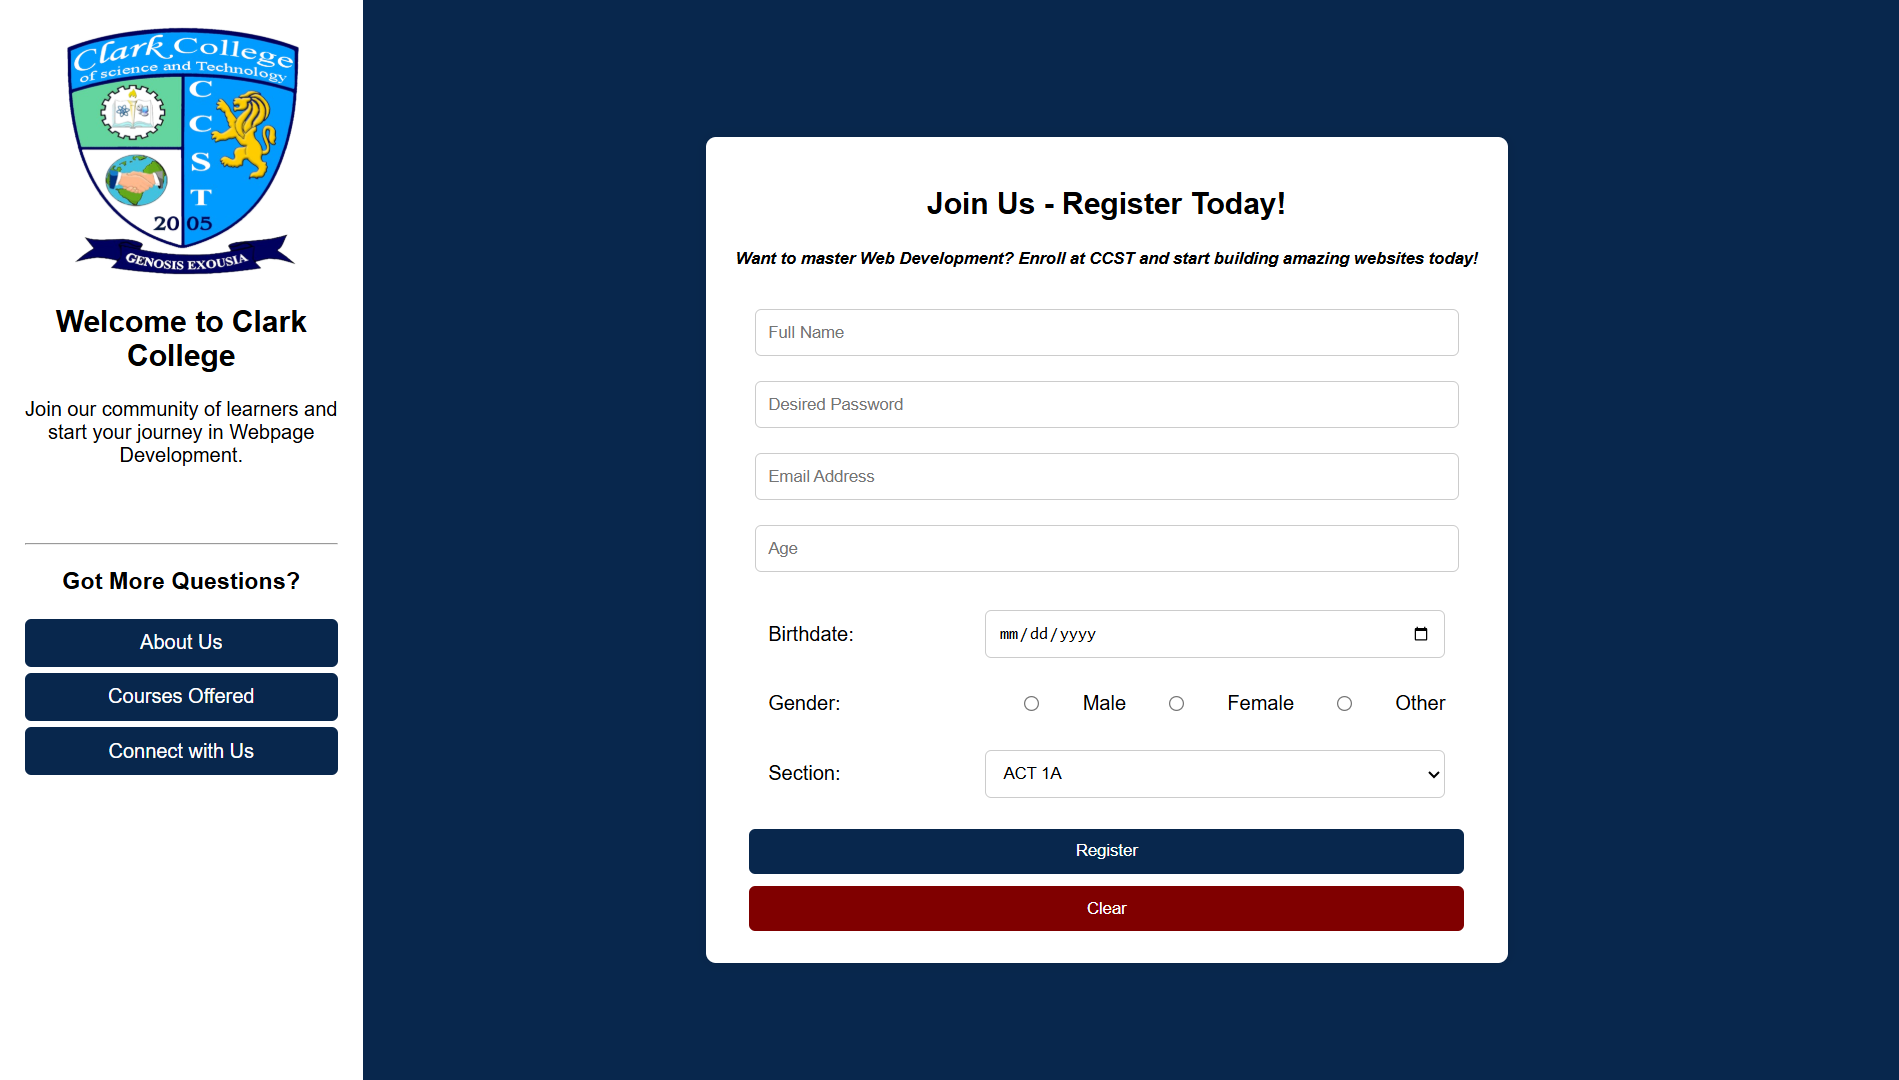 Clark College
of science and Technology
C
C
S
T
2005
GENOSIS EXOUSIA
Welcome to Clark
College
Join our community of learners and
start your journey in Webpage
Development.
Got More Questions?
About Us
Courses Offered
Connect with Us
Join Us - Register Today!
Want to master Web Development? Enroll at CCST and start building amazing websites today!
Full Name
Desired Password
Email Address
Age
Birthdate: mm/dd/yyyy
Gender: Male Female Other
Section: ACT 1A
Register
Clear